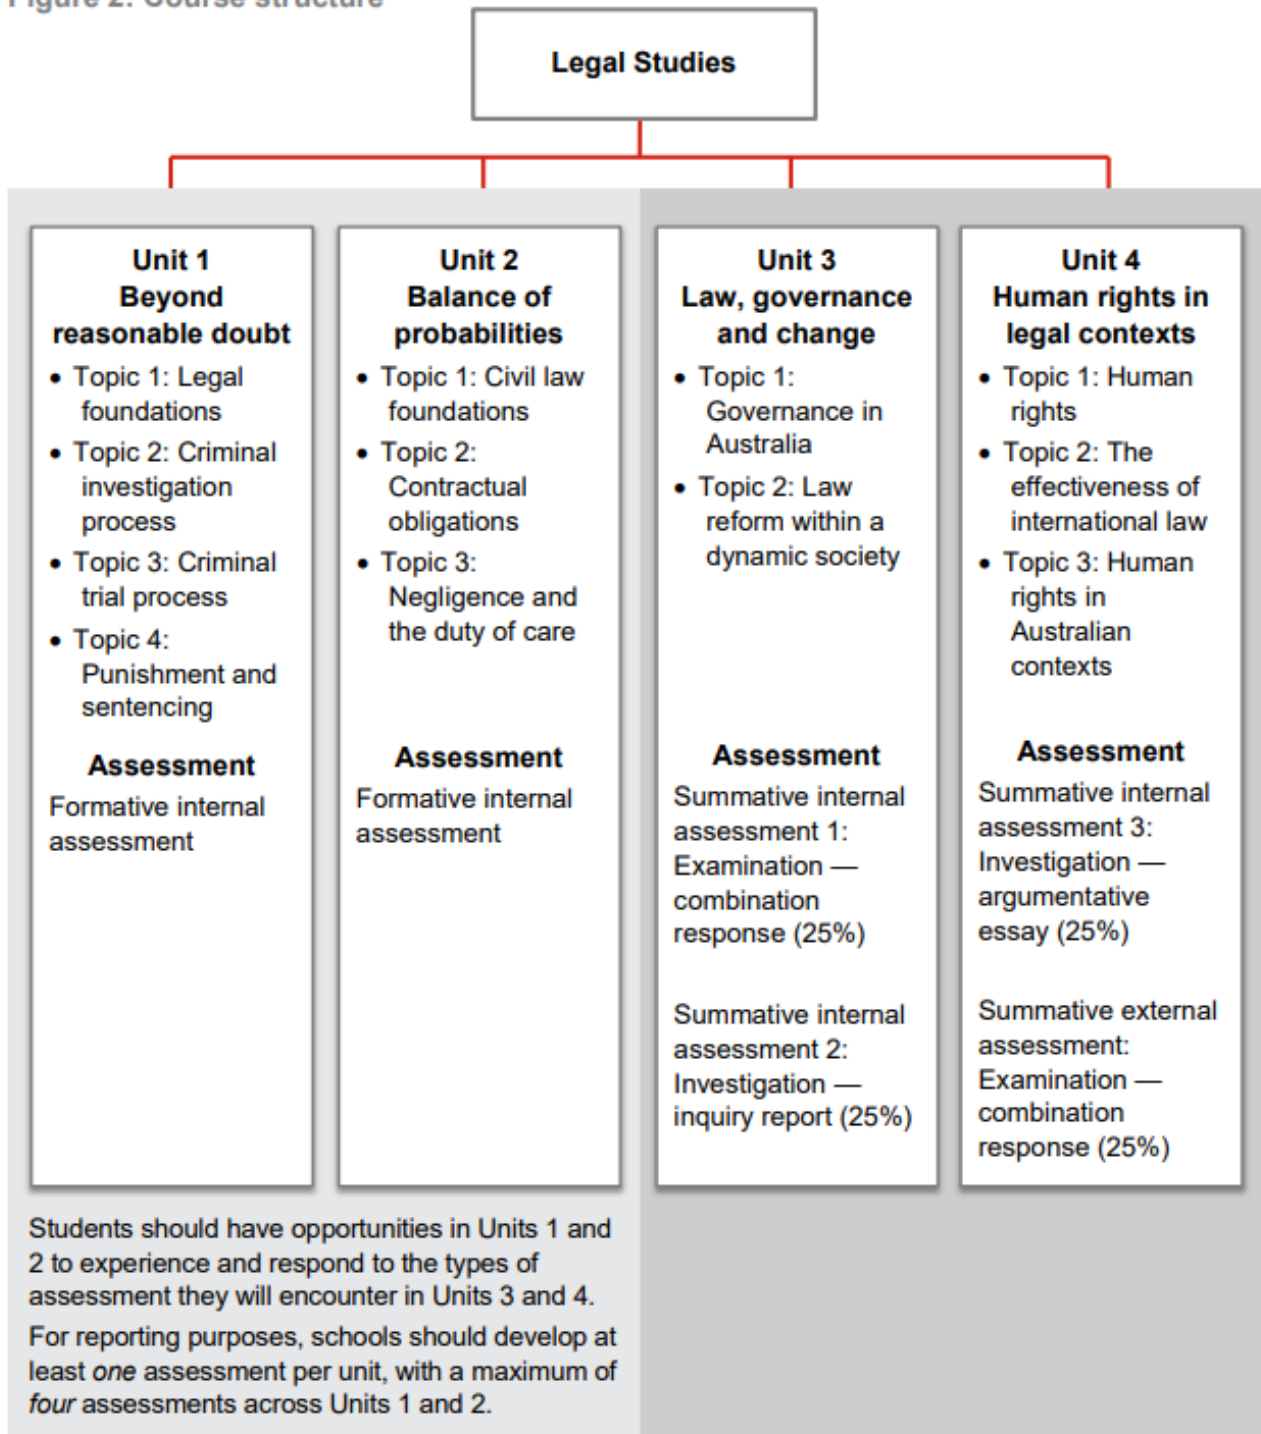 Figure 2: Course structure
Legal Studies
Unit 1
Beyond
reasonable doubt
• Topic 1: Legal
foundations
• Topic 2: Criminal
investigation
process
• Topic 3: Criminal
trial process
• Topic 4:
Punishment and
sentencing
Assessment
Formative internal
assessment
Unit 2
Balance of
probabilities
• Topic 1: Civil law
foundations
• Topic 2:
Contractual
obligations
• Topic 3:
Negligence and
the duty of care
Assessment
Formative internal
assessment
Unit 3
Law, governance
and change
• Topic 1:
Governance in
Australia
• Topic 2: Law
reform within a
dynamic society
Assessment
Summative internal
assessment 1:
Examination —
combination
response (25%)
Summative internal
assessment 2:
Investigation —
inquiry report (25%)
Unit 4
Human rights in
legal contexts
• Topic 1: Human
rights
• Topic 2: The
effectiveness of
international law
• Topic 3: Human
rights in
Australian
contexts
Assessment
Summative internal
assessment 3:
Investigation —
argumentative
essay (25%)
Summative external
assessment:
Examination —
combination
response (25%)
Students should have opportunities in Units 1 and
2 to experience and respond to the types of
assessment they will encounter in Units 3 and 4.
For reporting purposes, schools should develop at
least one assessment per unit, with a maximum of
four assessments across Units 1 and 2.